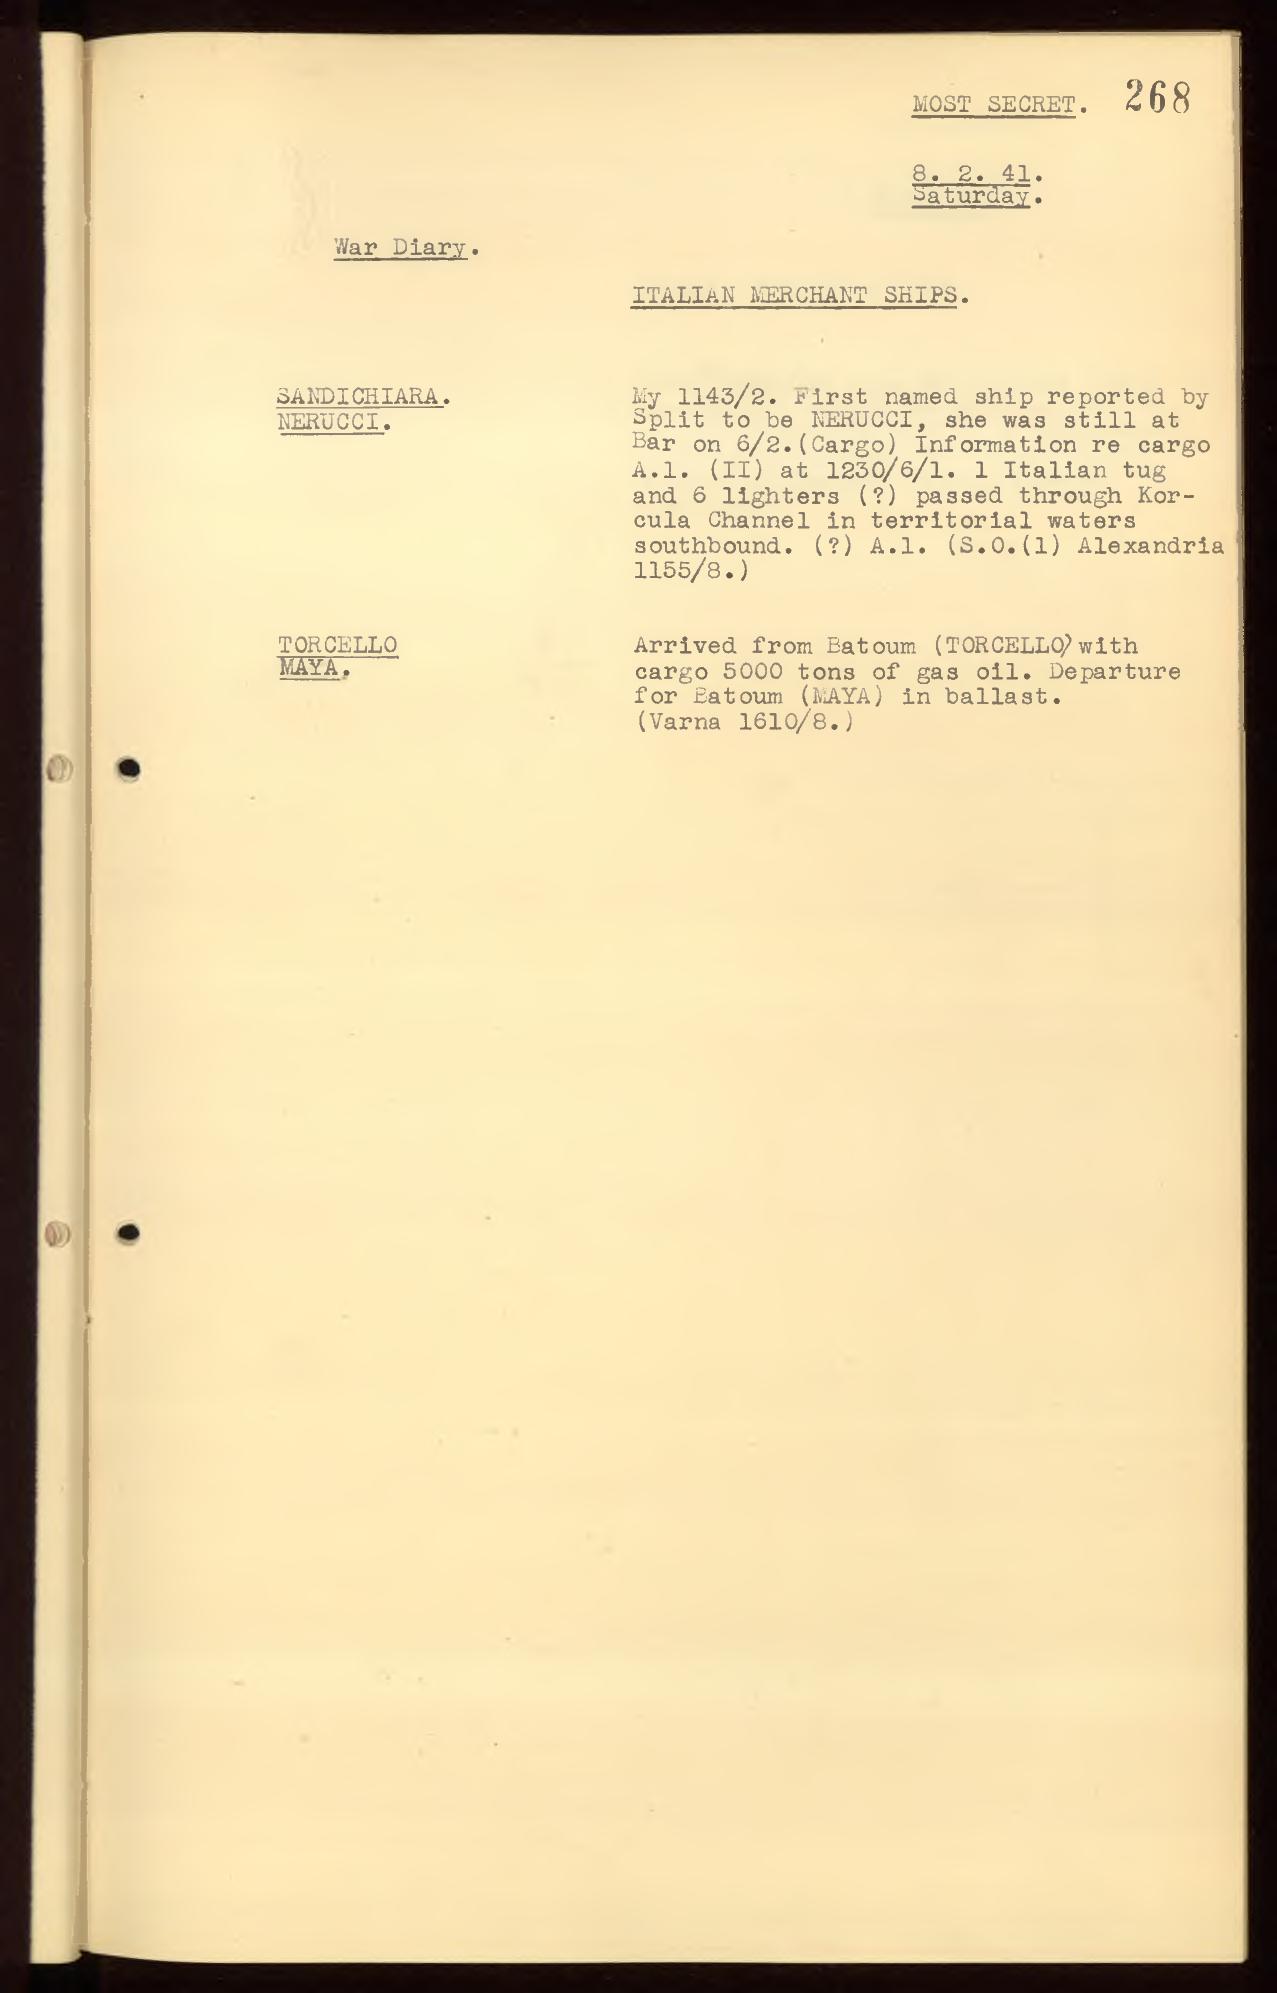 MOST SECRET. 268
8. 2. 41.
Saturday.
War Diary.
ITALIAN MERCHANT SHIPS.
SANDICHIARA.
NERUCCI.
My 1143/2. First named ship reported by
Split to be NERUCCI, she was still at
Bar on 6/2.(Cargo) Information re cargo
A.1. (II) at 1230/6/1. 1 Italian tug
and 6 lighters (?) passed through Kor-
cula Channel in territorial waters
southbound. (?) A.1. (S.O.(1) Alexandria
1155/8.)
TORCELLO
MAYA.
Arrived from Batoum (TORCELLO) with
cargo 5000 tons of gas oil. Departure
for Batoum (MAYA) in ballast.
(Varna 1610/8.)